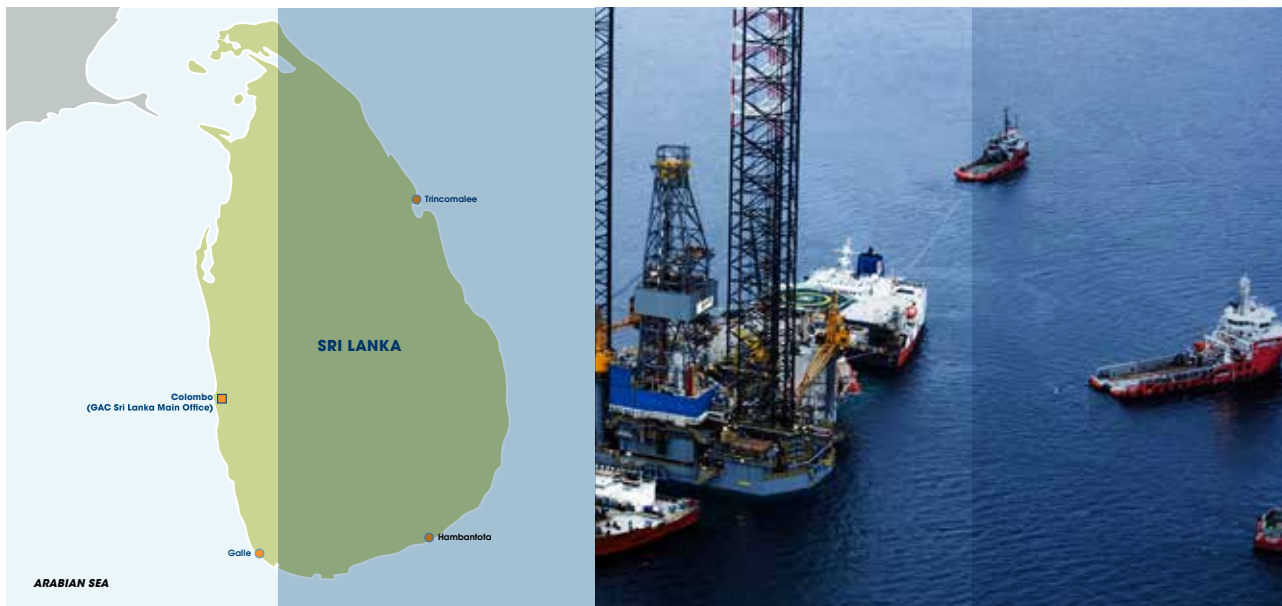 Trincomalee
SRI LANKA
Colombo
(GAC Sri Lanka Main Office)
Hambantota
Galle
ARABIAN SEA